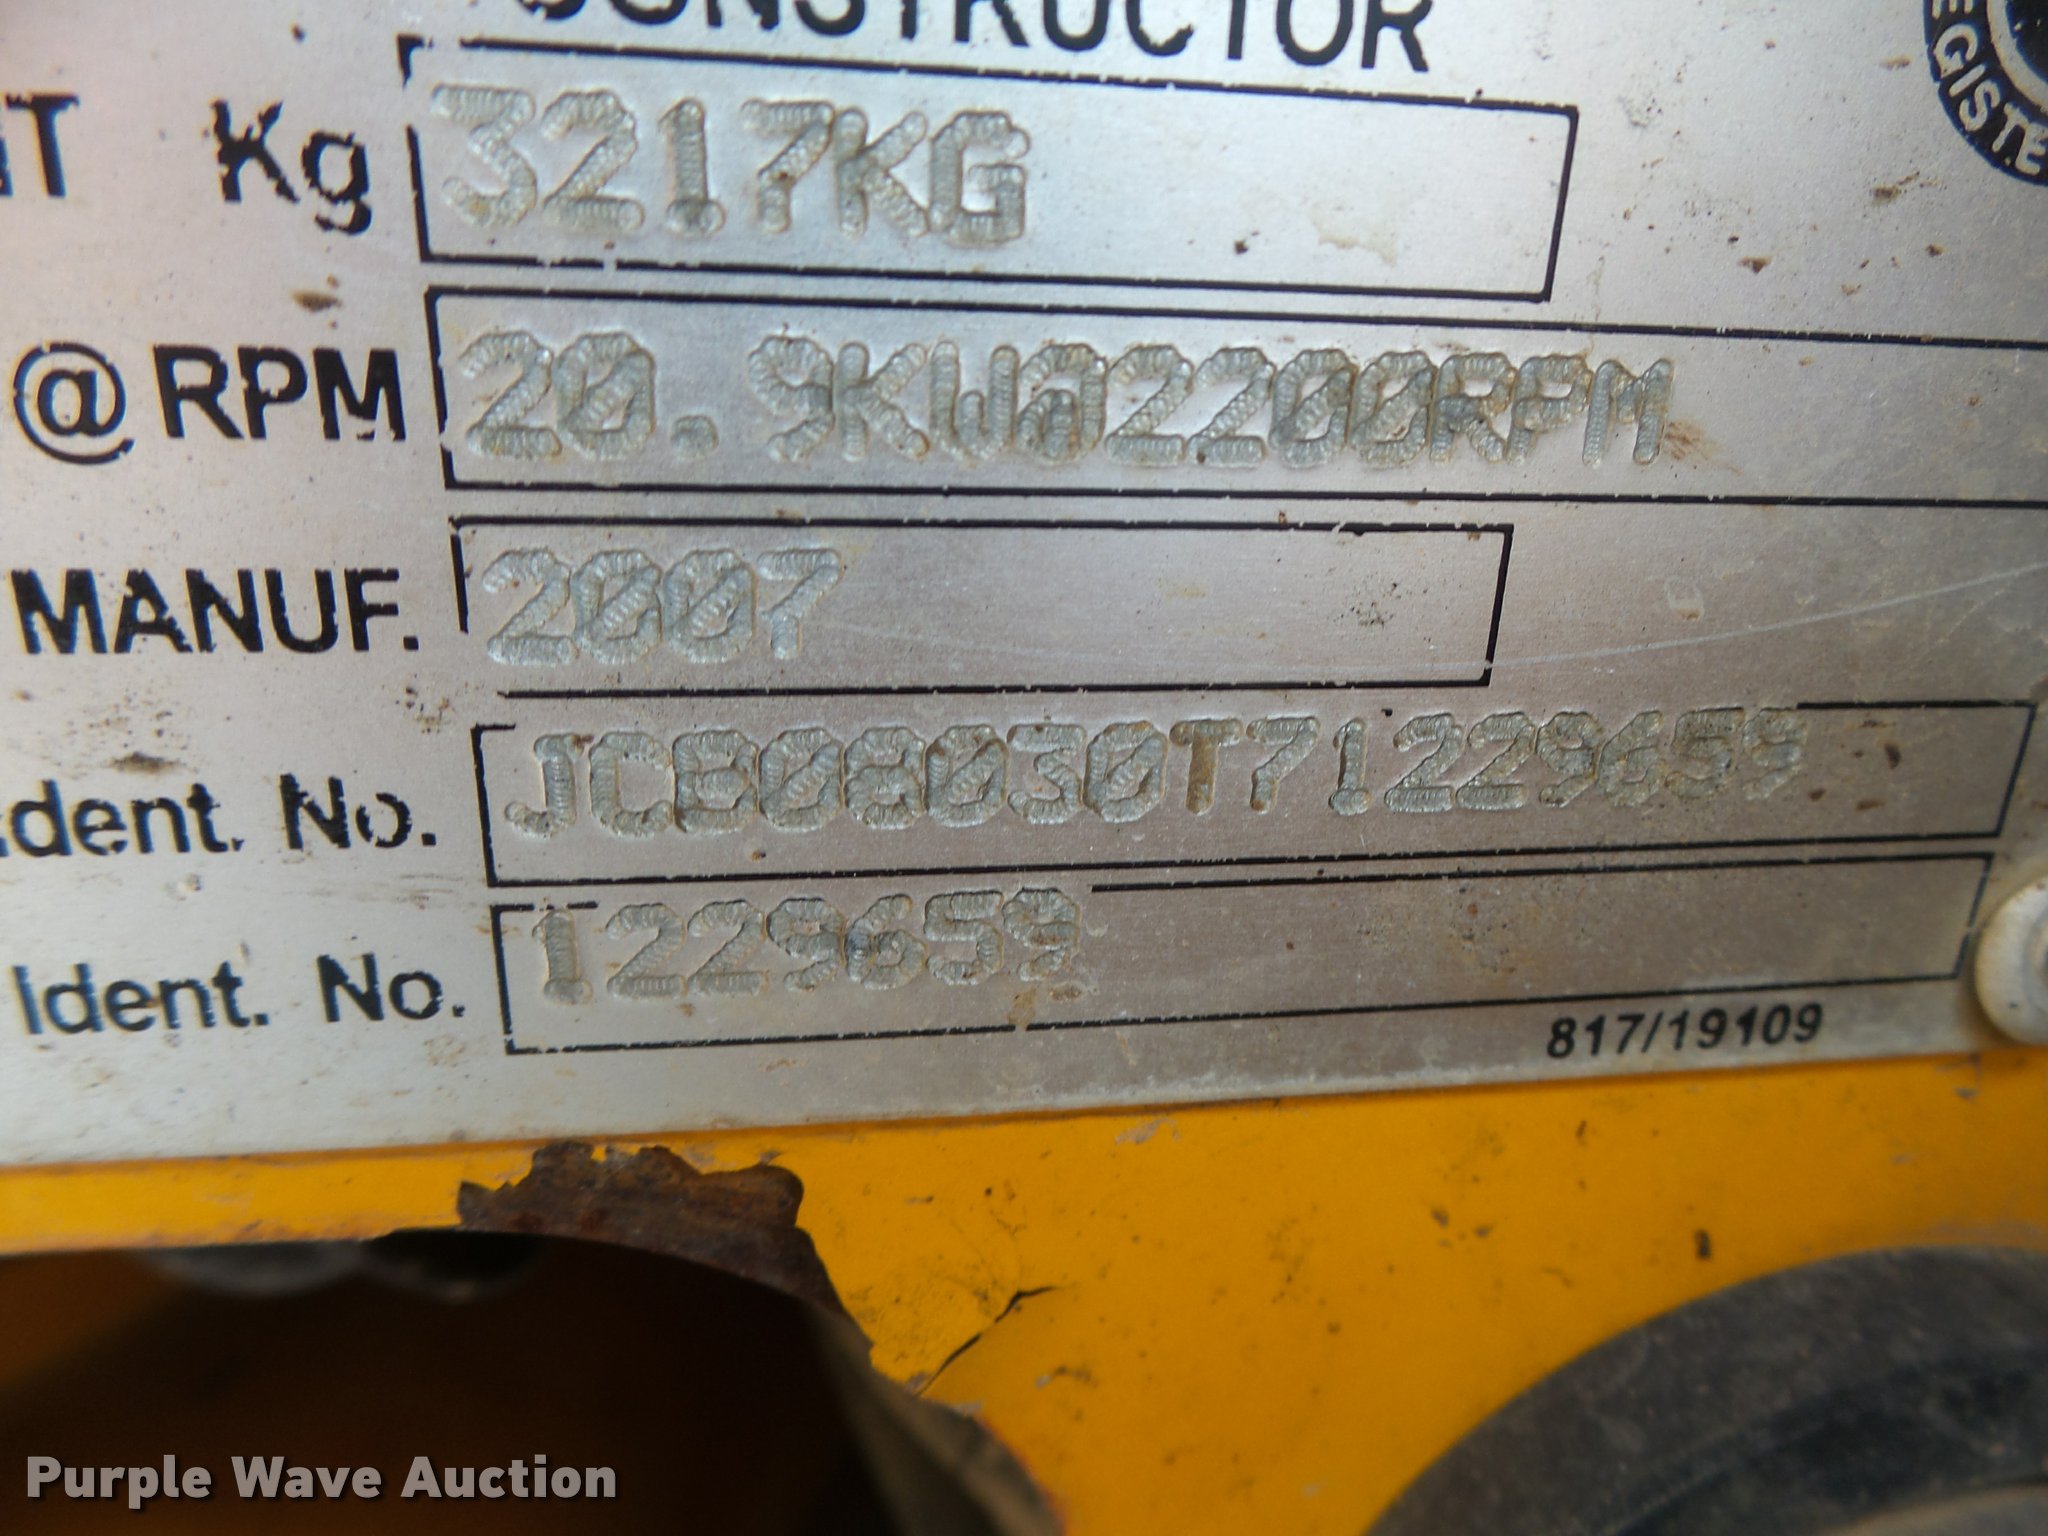 CONSTRUCTOR
Kg 3217KG
@RPM 20.9KW@2200RPM
MANUF. 2007
dent. No. JCB08030T71229659
Ident. No. 1229659
817/19109
Purple Wave Auction